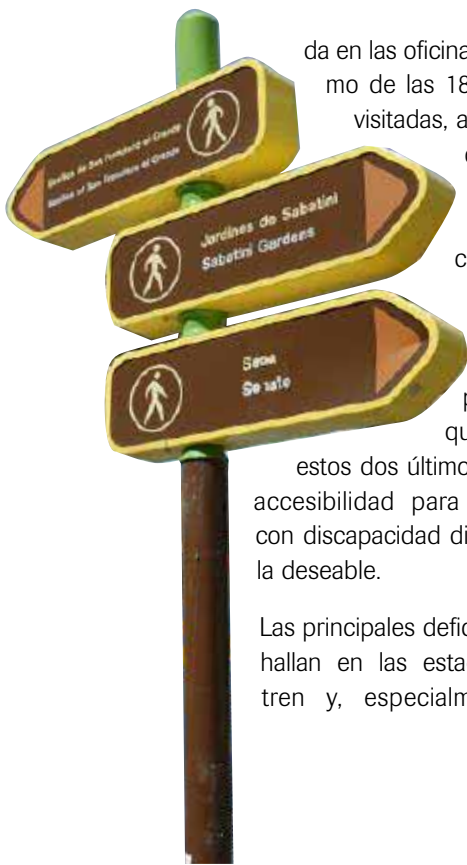 Basílica de San Francisco el Grande
Basilica of San Francisco el Grande
Jardines de Sabatini
Sabatini Gardens
Senado
Senate
da en las oficina
mo de las 18
visitadas, a
c
p
qu
estos dos último
accesibilidad para
con discapacidad di
la deseable.
Las principales defic
hallan en las esta
tren y, especialm